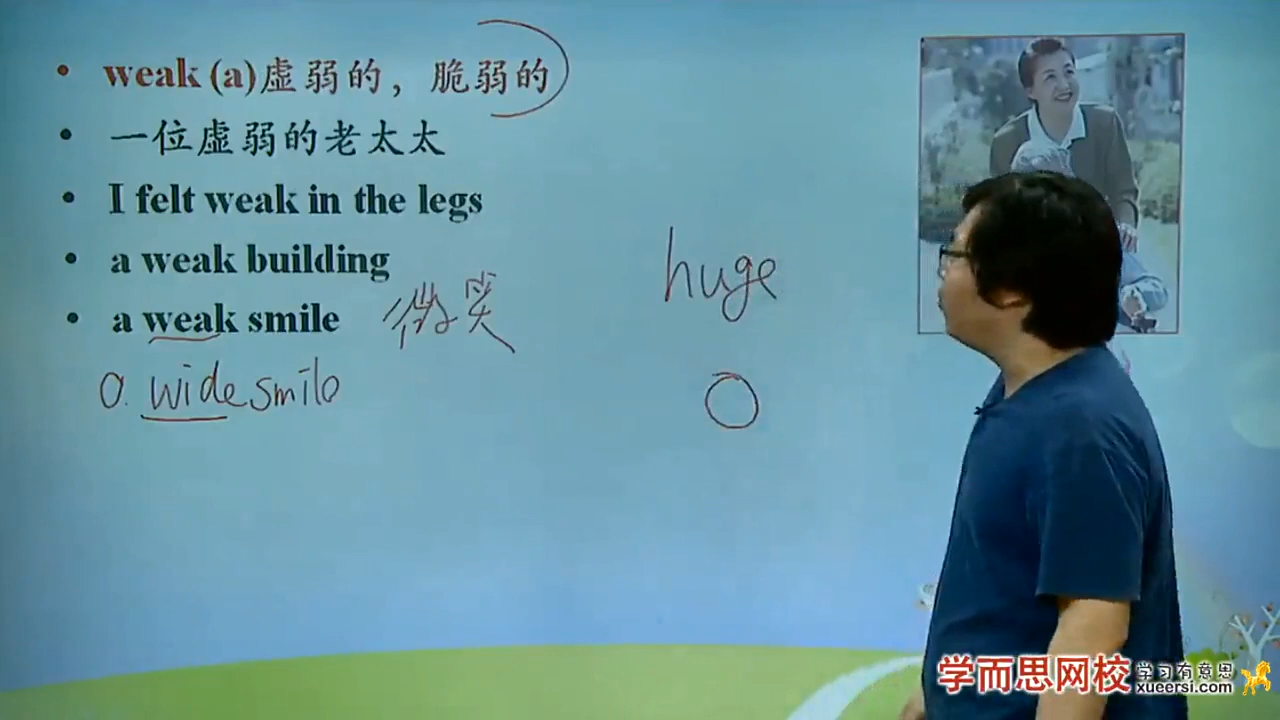 weak (a)虚弱的，脆弱的
一位虚弱的老太太
I felt weak in the legs
a weak building
a weak smile 微笑
a. wide smile
huge
学而思网校 学习有意思
xueersi.com